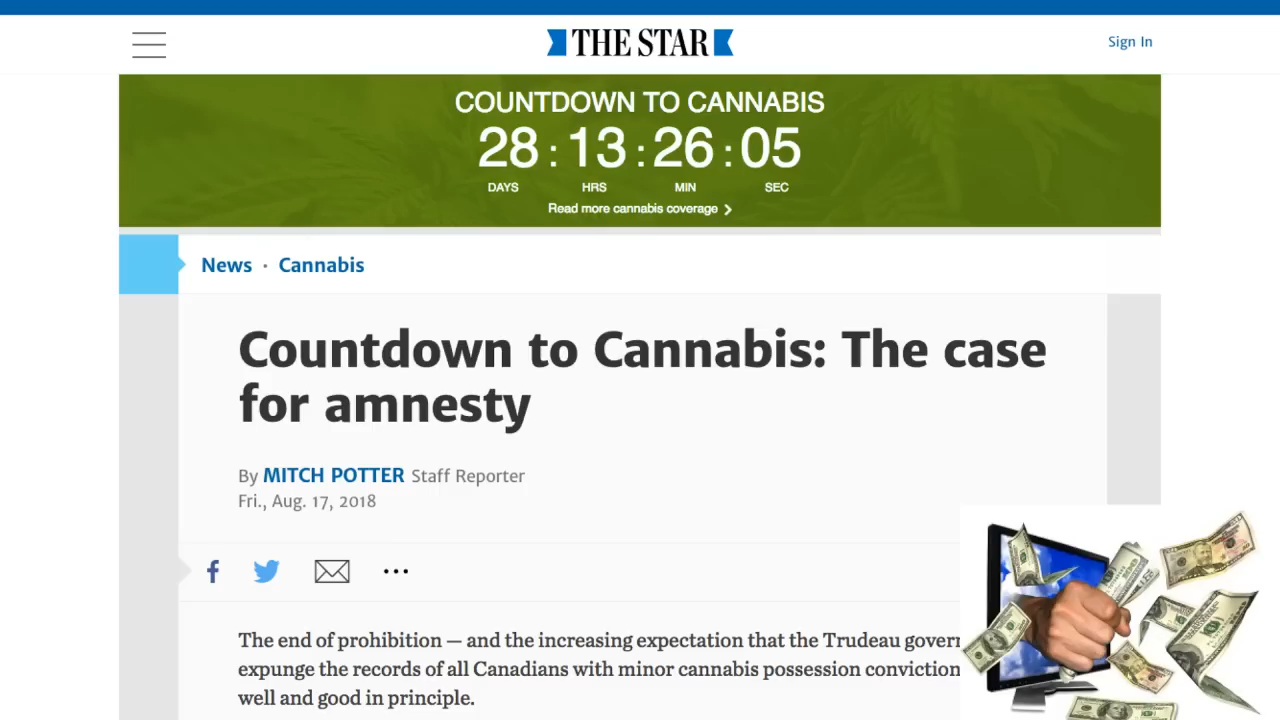 THE STAR
Sign In
COUNTDOWN TO CANNABIS
28 : 13 : 26 : 05
DAYS HRS MIN SEC
Read more cannabis coverage >
News · Cannabis
Countdown to Cannabis: The case
for amnesty
By MITCH POTTER Staff Reporter
Fri., Aug. 17, 2018
The end of prohibition — and the increasing expectation that the Trudeau
expunge the records of all Canadians with minor cannabis possession
well and good in principle.